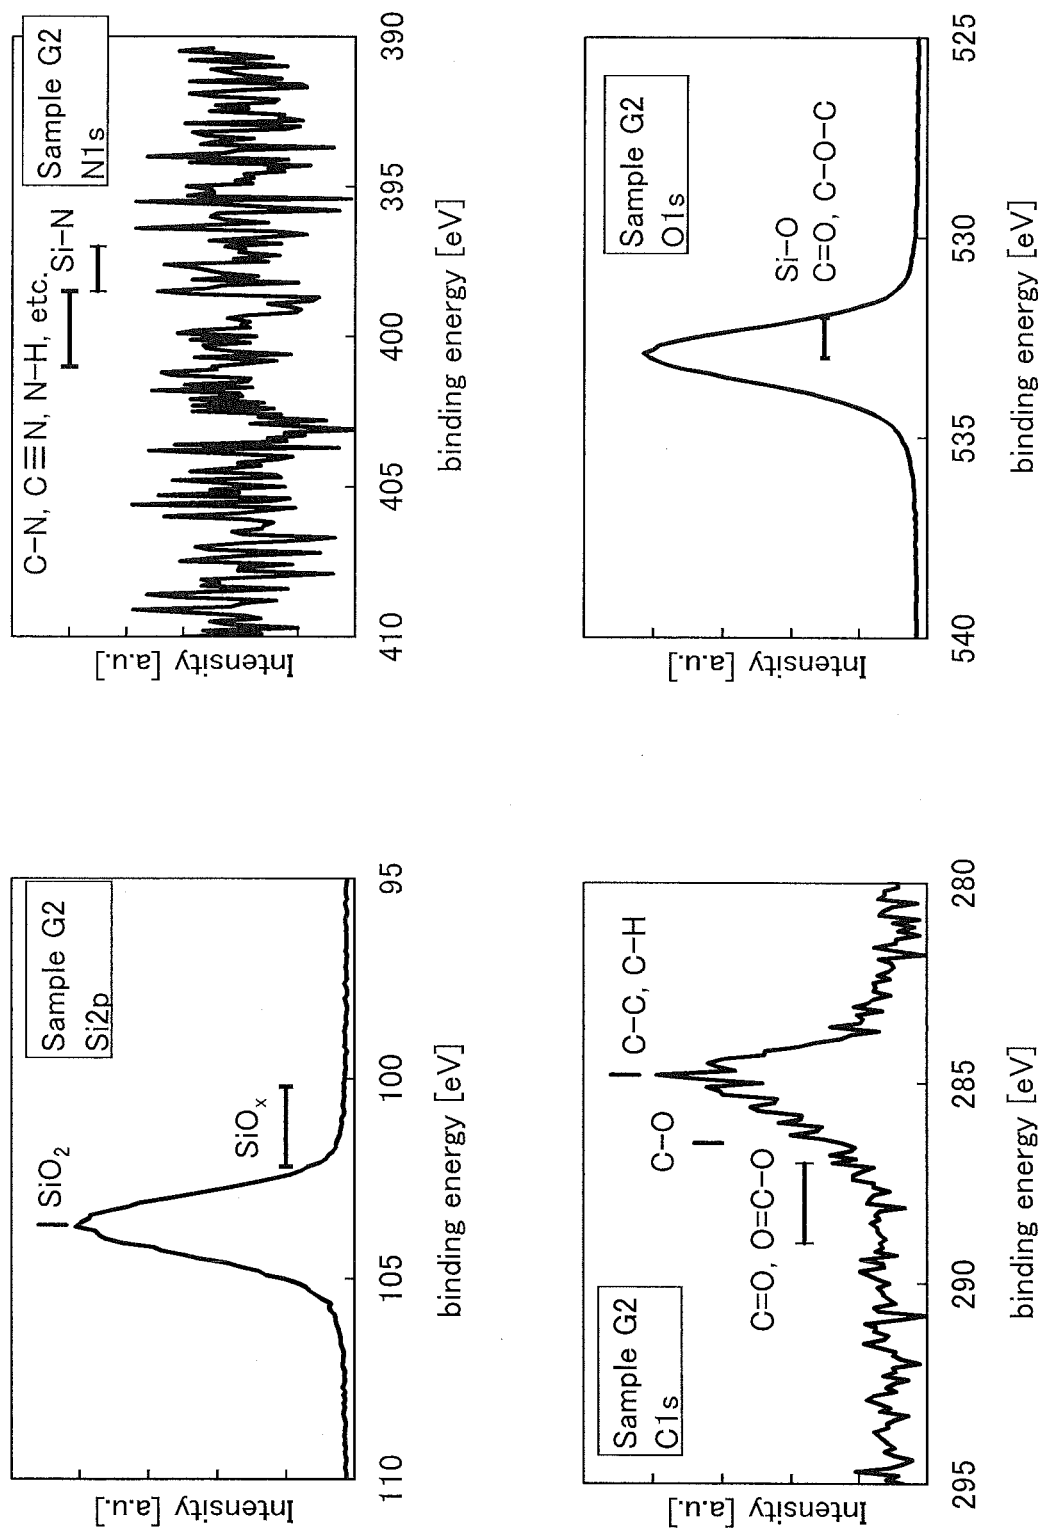 Sample G2
Si2p
SiO2
SiOx
Intensity [a.u.]
110
105
100
95
binding energy [eV]
Sample G2
N1s
C-N, C≡N, N-H, etc.
Si-N
Intensity [a.u.]
410
405
400
395
390
binding energy [eV]
Sample G2
C1s
C=O, O=C-O
C-O
C-C, C-H
Intensity [a.u.]
295
290
285
280
binding energy [eV]
Sample G2
O1s
Si-O
C=O, C-O-C
Intensity [a.u.]
540
535
530
525
binding energy [eV]